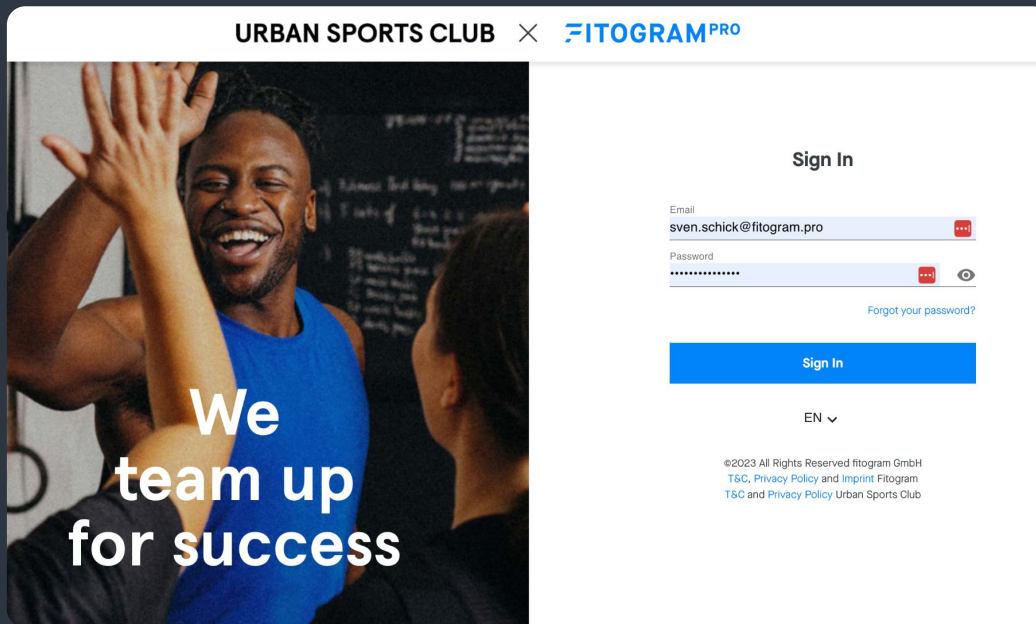 URBAN SPORTS CLUB × FITOGRAM PRO
We
team up
for success
Sign In
Email
sven.schick@fitogram.pro
Password
•••••••••••••••
Forgot your password?
Sign In
EN
©2023 All Rights Reserved fitogram GmbH
T&C, Privacy Policy and Imprint Fitogram
T&C and Privacy Policy Urban Sports Club